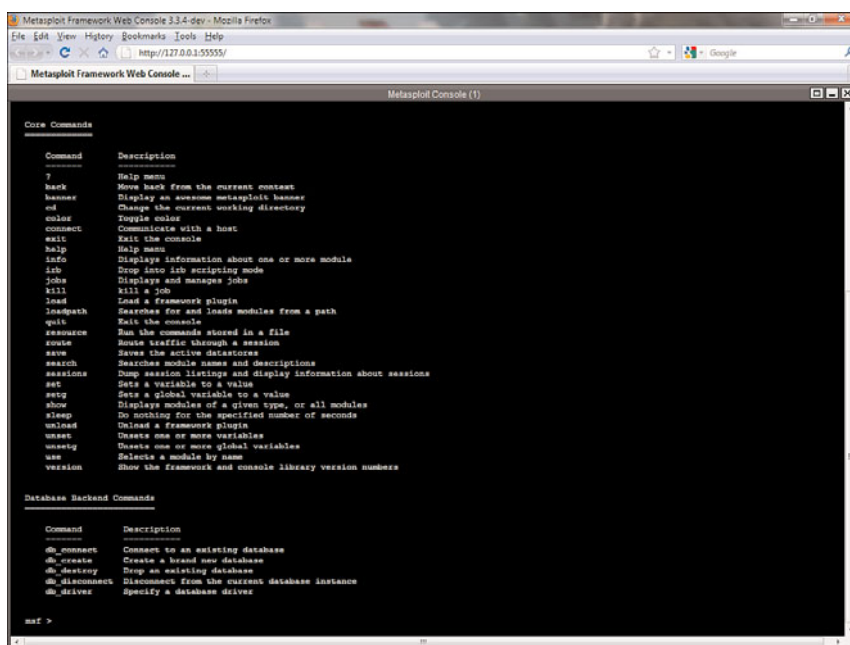 Metasploit Framework Web Console 3.3.4-dev - Mozilla Firefox
File Edit View History Bookmarks Tools Help
http://127.0.0.1:55555/
Google
Metasploit Framework Web Console ...
Metasploit Console (1)
Core Commands
Command Description
? Help menu
back Move back from the current context
banner Display an awesome metasploit banner
cd Change the current working directory
color Toggle color
connect Communicate with a host
exit Exit the console
help Help menu
info Displays information about one or more module
irb Drop into irb scripting mode
jobs Displays and manages jobs
kill Kill a job
load Load a framework plugin
loadpath Searches for and loads modules from a path
quit Exit the console
resource Run the commands stored in a file
route Route traffic through a session
save Saves the active datastores
search Searches module names and descriptions
sessions Dump session listings and display information about sessions
set Sets a variable to a value
setg Sets a global variable to a value
show Displays modules of a given type, or all modules
sleep Do nothing for the specified number of seconds
unload Unload a framework plugin
unset Unsets one or more variables
unsetg Unsets one or more global variables
use Selects a module by name
version Show the framework and console library version numbers
Database Backend Commands
Command Description
db_connect Connect to an existing database
db_create Create a brand new database
db_destroy Drop an existing database
db_disconnect Disconnect from the current database instance
db_driver Specify a database driver
msf >